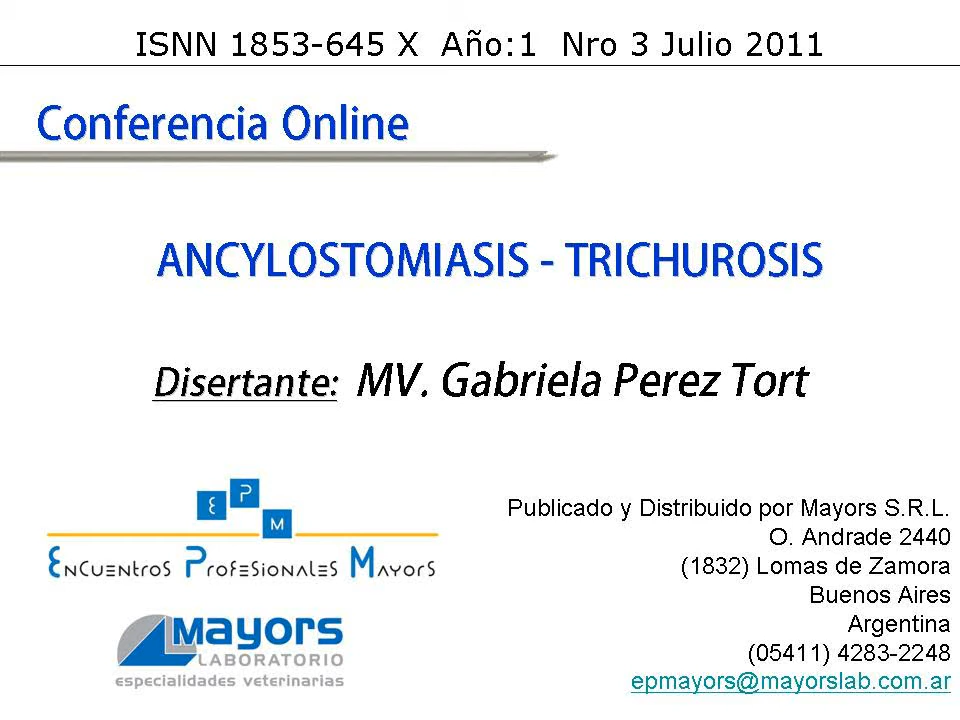 ISNN 1853-645 X Año:1 Nro 3 Julio 2011
Conferencia Online
ANCYLOSTOMIASIS - TRICHUROSIS
Disertante: MV. Gabriela Perez Tort
E P M
Encuentros Profesionales Mayors
Mayors
LABORATORIO
especialidades veterinarias
Publicado y Distribuido por Mayors S.R.L.
O. Andrade 2440
(1832) Lomas de Zamora
Buenos Aires
Argentina
(05411) 4283-2248
epmayors@mayorslab.com.ar